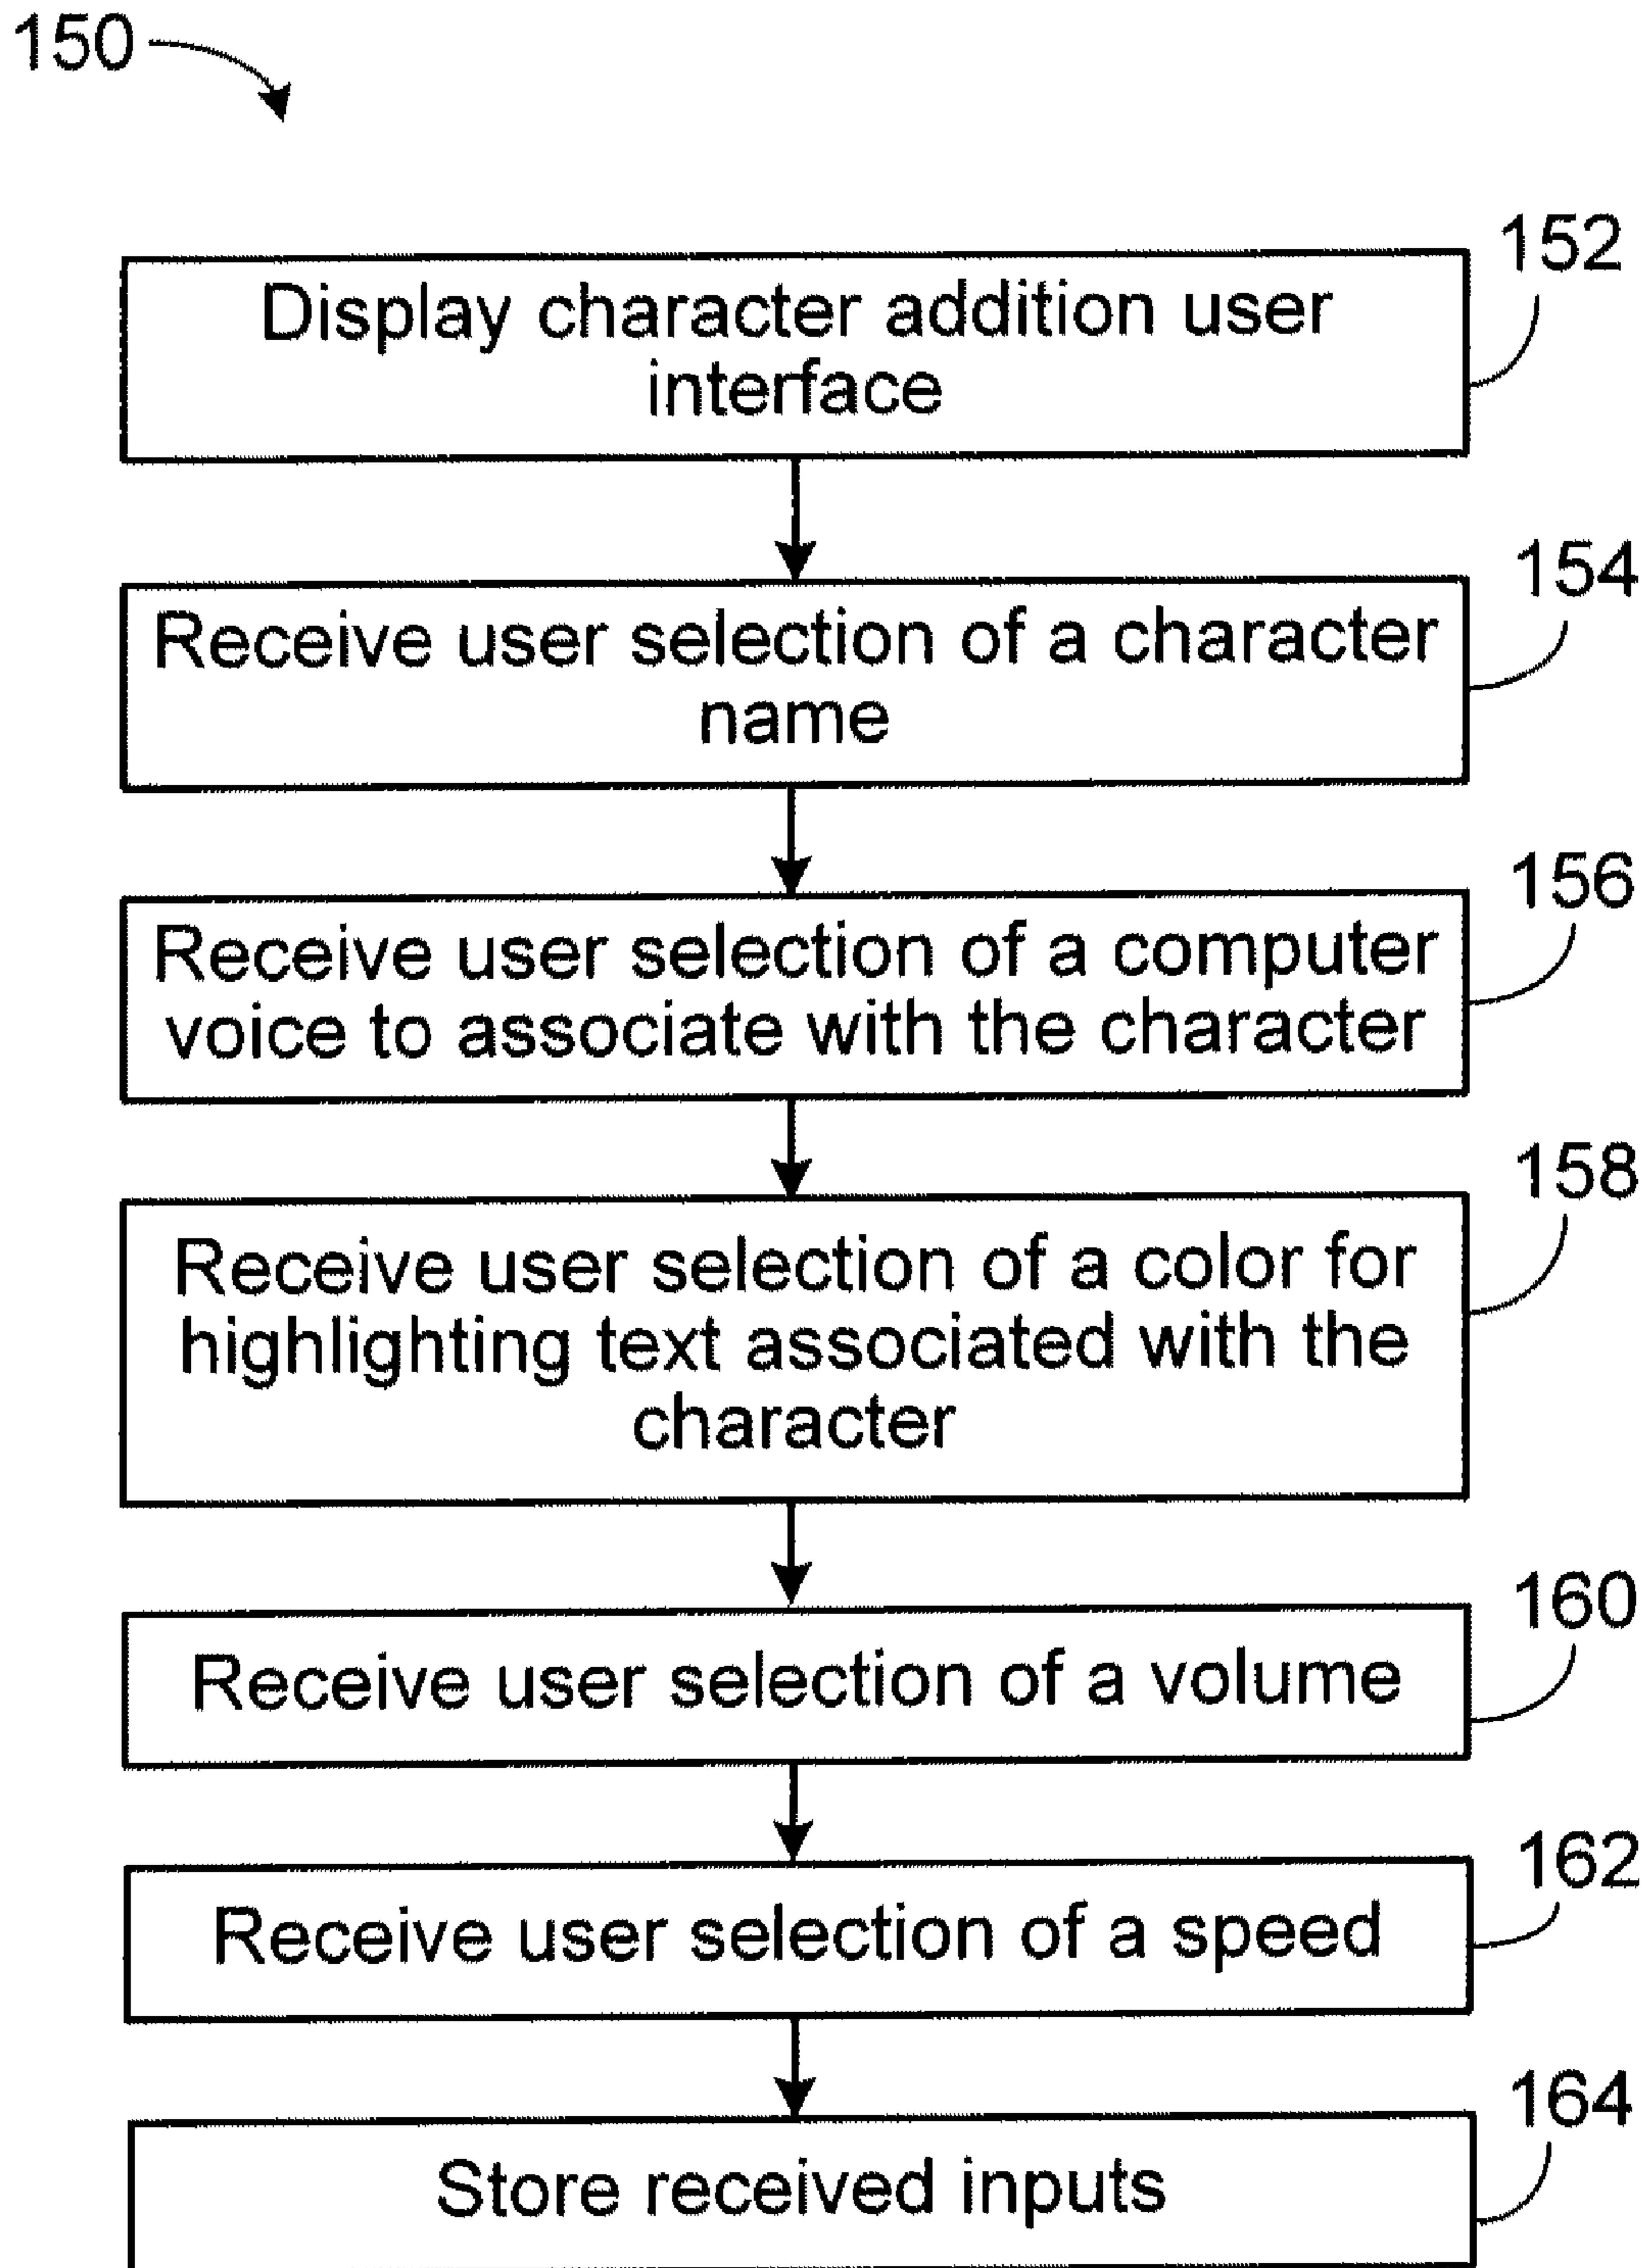 150
152
Display character addition user
interface
154
Receive user selection of a character
name
156
Receive user selection of a computer
voice to associate with the character
158
Receive user selection of a color for
highlighting text associated with the
character
160
Receive user selection of a volume
162
Receive user selection of a speed
164
Store received inputs